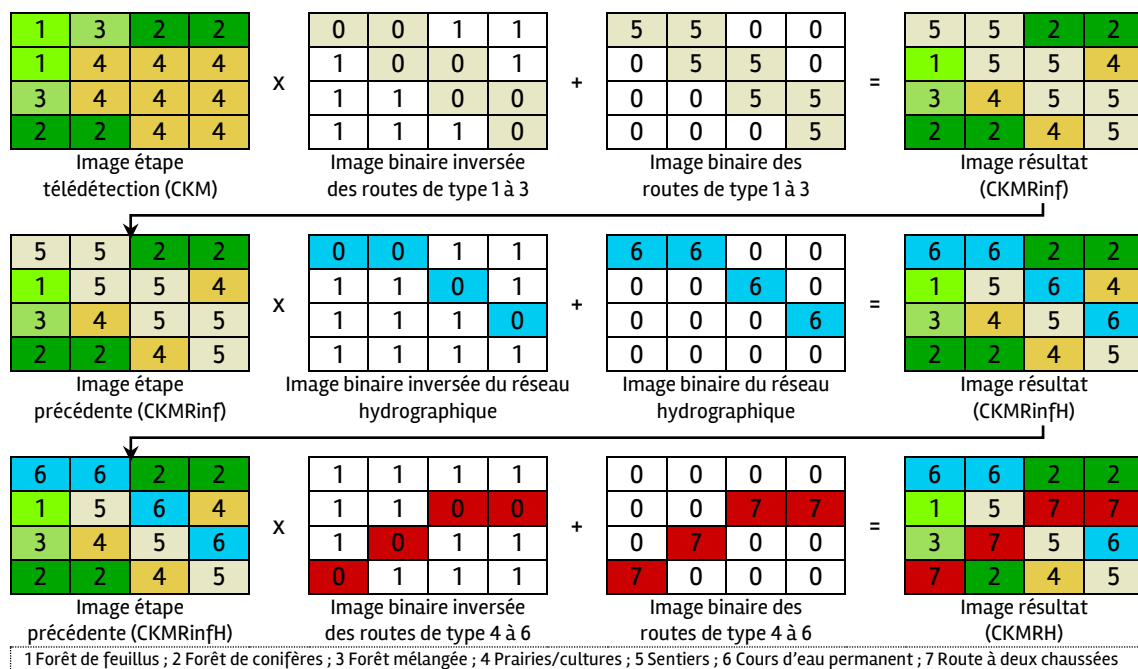 1 3 2 2 0 0 1 1 5 5 0 0 5 5 2 2
1 4 4 4 1 0 0 1 0 5 5 0 1 5 5 4
x + =
3 4 4 4 1 1 0 0 0 0 5 5 3 4 5 5
2 2 4 4 1 1 1 0 0 0 0 5 2 2 4 5
Image étape Image binaire inversée Image binaire des Image résultat
télédétection (CKM) des routes de type 1 à 3 routes de type 1 à 3 (CKMRinf)
5 5 2 2 0 0 1 1 6 6 0 0 6 6 2 2
1 5 5 4 1 1 0 1 0 0 6 0 1 5 6 4
x + =
3 4 5 5 1 1 1 0 0 0 0 6 3 4 5 6
2 2 4 5 1 1 1 1 0 0 0 0 2 2 4 5
Image étape Image binaire inversée du réseau Image binaire du réseau Image résultat
précédente (CKMRinf) hydrographique hydrographique (CKMRinfH)
6 6 2 2 1 1 1 1 0 0 0 0 6 6 2 2
1 5 6 4 1 1 0 0 0 0 7 7 1 5 7 7
x + =
3 4 5 6 1 0 1 1 0 7 0 0 3 7 5 6
2 2 4 5 0 1 1 1 7 0 0 0 7 2 4 5
Image étape Image binaire inversée Image binaire des Image résultat
précédente (CKMRinfH) des routes de type 4 à 6 routes de type 4 à 6 (CKMRH)
1 Forêt de feuillus ; 2 Forêt de conifères ; 3 Forêt mélangée ; 4 Prairies/cultures ; 5 Sentiers ; 6 Cours d'eau permanent ; 7 Route à deux chaussées